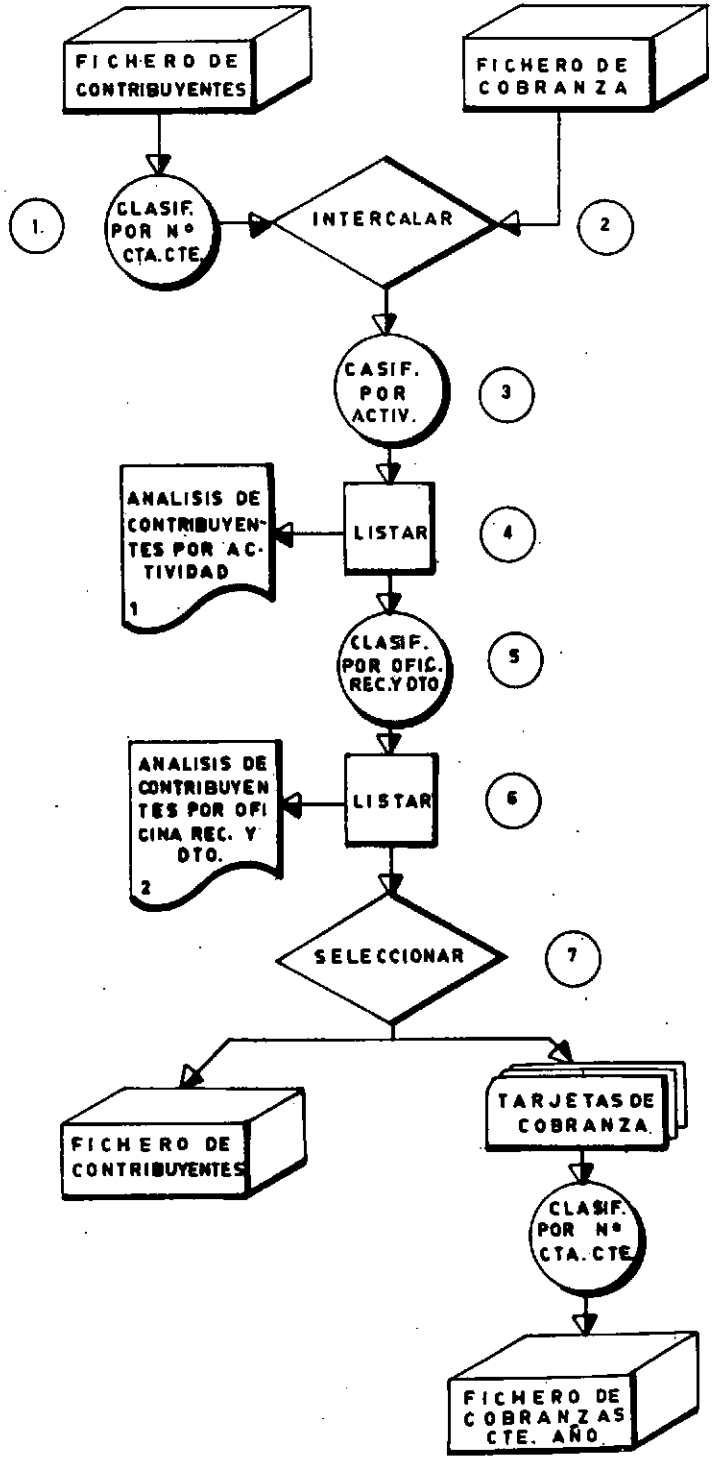 FICHERO DE
CONTRIBUYENTES
FICHERO DE
COBRANZA
1.
CLASIF.
POR Nº
CTA.CTE.
INTERCALAR
2
CASIF.
POR
ACTIV.
3
ANALISIS DE
CONTRIBUYEN-
TES POR AC-
TIVIDAD
1
LISTAR
4
CLASIF.
POR OFIC.
REC.Y DTO
5
ANALISIS DE
CONTRIBUYEN
TES POR OFI
CINA REC. Y
DTO.
2
LISTAR
6
SELECCIONAR
7
FICHERO DE
CONTRIBUYENTES
TARJETAS DE
COBRANZA
CLASIF.
POR Nº
CTA. CTE.
FICHERO DE
COBRANZAS
CTE. AÑO